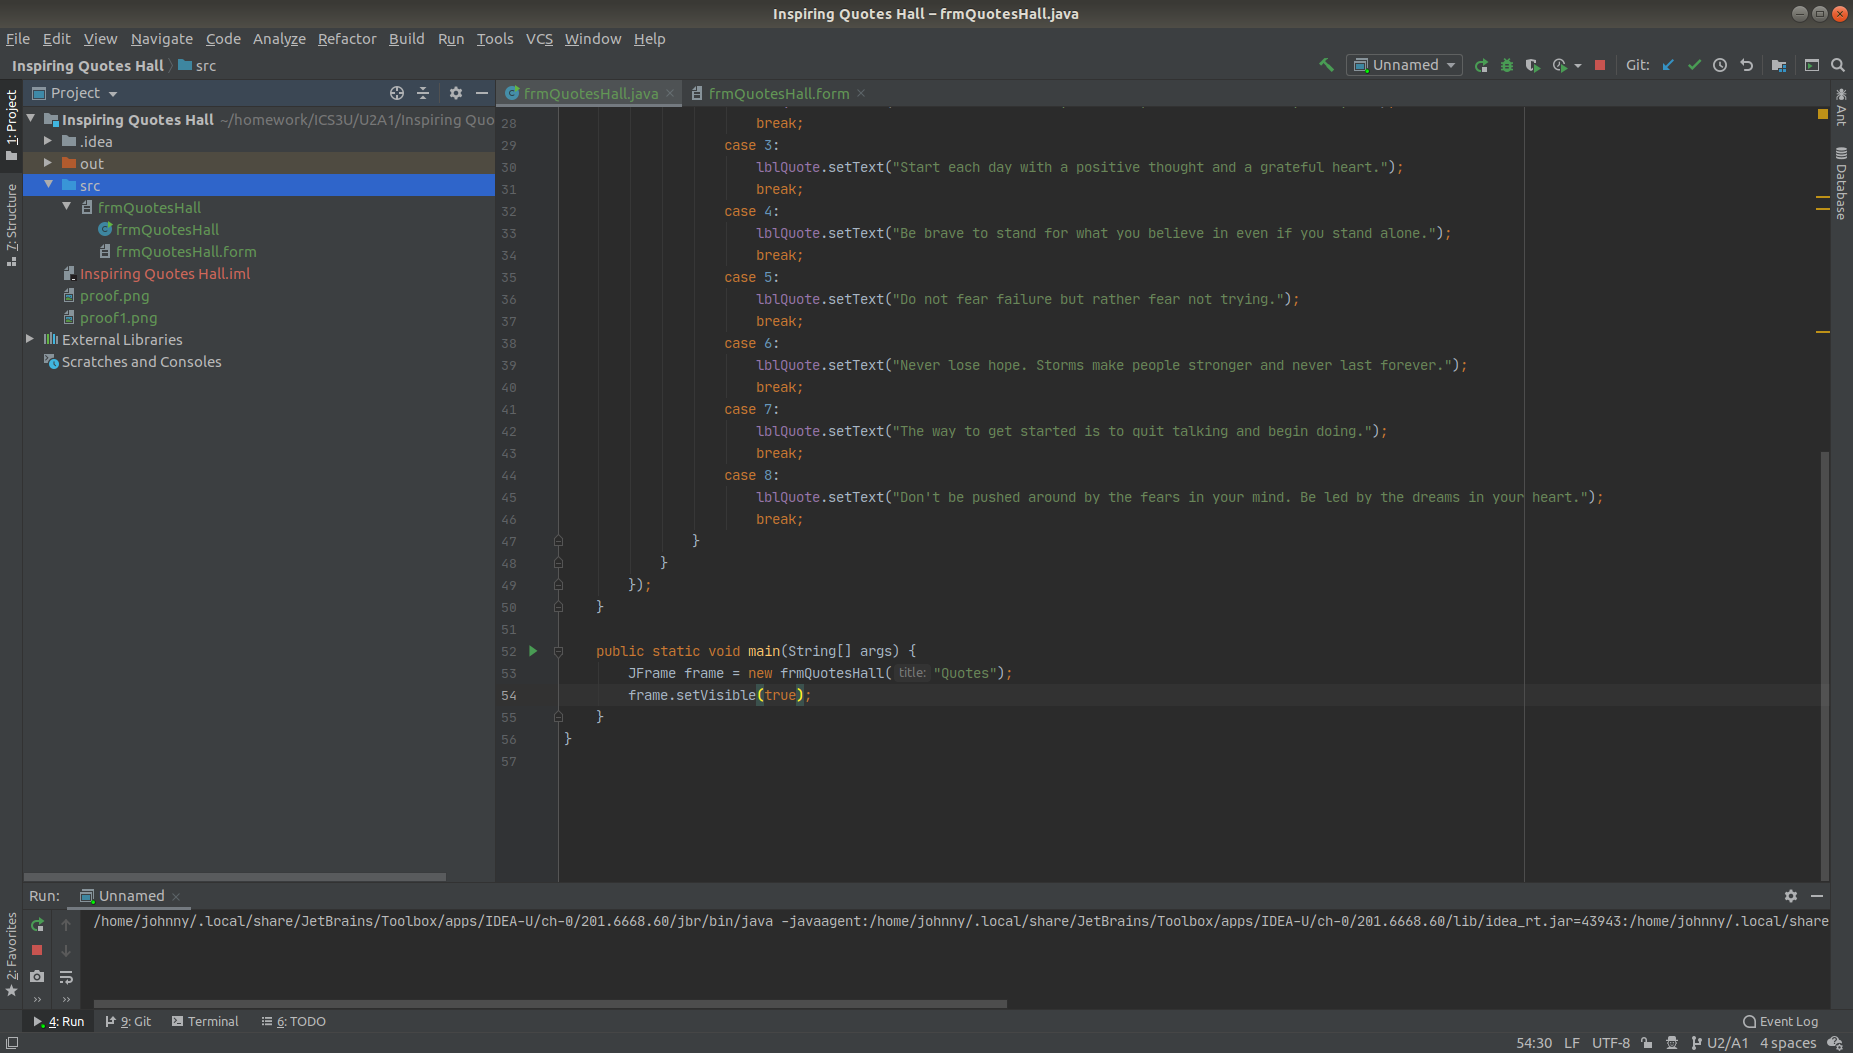 Inspiring Quotes Hall – frmQuotesHall.java
File Edit View Navigate Code Analyze Refactor Build Run Tools VCS Window Help
Inspiring Quotes Hall src
Unnamed Git:
1: Project
7: Structure
2: Favorites
Project
Inspiring Quotes Hall ~/homework/ICS3U/U2A1/Inspiring Quo
.idea
out
src
frmQuotesHall
frmQuotesHall
frmQuotesHall.form
Inspiring Quotes Hall.iml
proof.png
proof1.png
External Libraries
Scratches and Consoles
frmQuotesHall.java frmQuotesHall.form
28 break;
29 case 3:
30 lblQuote.setText("Start each day with a positive thought and a grateful heart.");
31 break;
32 case 4:
33 lblQuote.setText("Be brave to stand for what you believe in even if you stand alone.");
34 break;
35 case 5:
36 lblQuote.setText("Do not fear failure but rather fear not trying.");
37 break;
38 case 6:
39 lblQuote.setText("Never lose hope. Storms make people stronger and never last forever.");
40 break;
41 case 7:
42 lblQuote.setText("The way to get started is to quit talking and begin doing.");
43 break;
44 case 8:
45 lblQuote.setText("Don't be pushed around by the fears in your mind. Be led by the dreams in your heart.");
46 break;
47 }
48 }
49 });
50 }
51
52 public static void main(String[] args) {
53 JFrame frame = new frmQuotesHall( title: "Quotes");
54 frame.setVisible(true);
55 }
56 }
57
Ant
Database
Run: Unnamed
/home/johnny/.local/share/JetBrains/Toolbox/apps/IDEA-U/ch-0/201.6668.60/jbr/bin/java -javaagent:/home/johnny/.local/share/JetBrains/Toolbox/apps/IDEA-U/ch-0/201.6668.60/lib/idea_rt.jar=43943:/home/johnny/.local/share
4: Run 9: Git Terminal 6: TODO Event Log
54:30 LF UTF-8 U2/A1 4 spaces